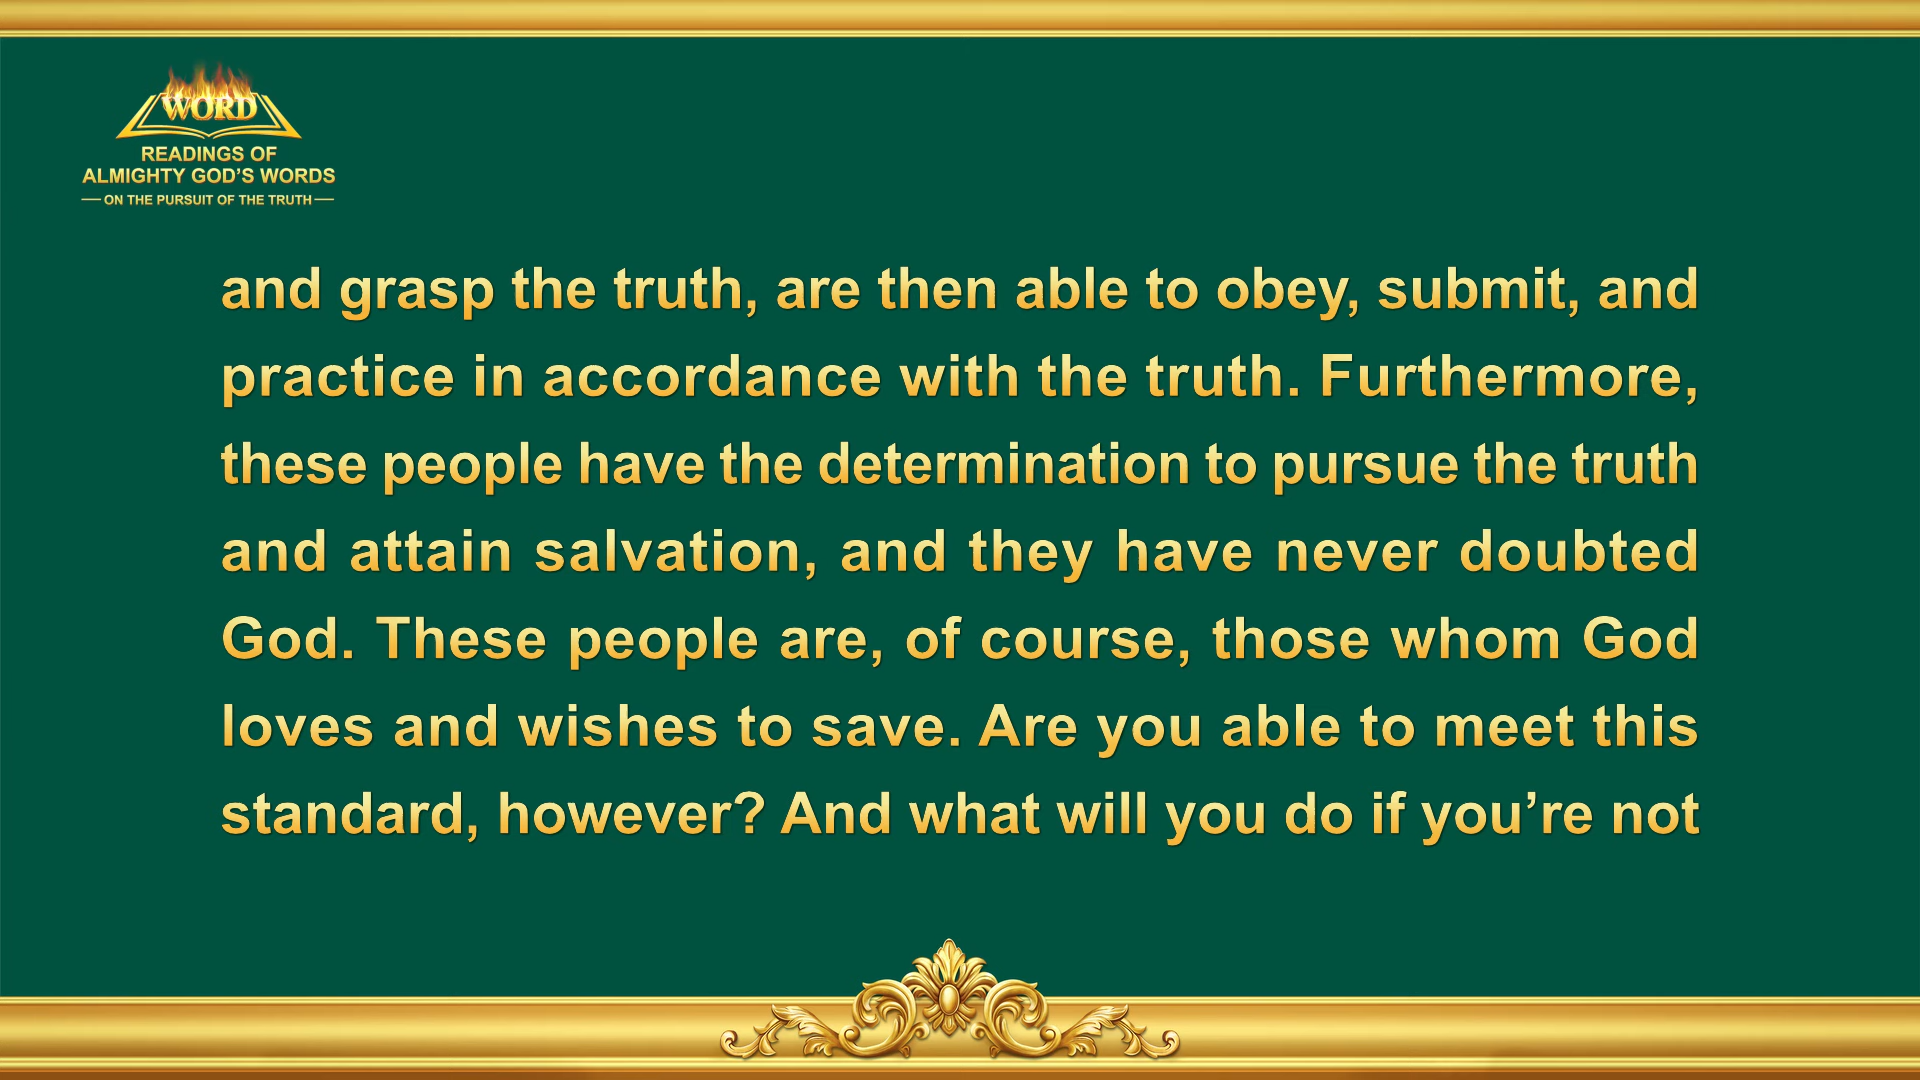 WORD
READINGS OF
ALMIGHTY GOD'S WORDS
— ON THE PURSUIT OF THE TRUTH —
and grasp the truth, are then able to obey, submit, and
practice in accordance with the truth. Furthermore,
these people have the determination to pursue the truth
and attain salvation, and they have never doubted
God. These people are, of course, those whom God
loves and wishes to save. Are you able to meet this
standard, however? And what will you do if you’re not